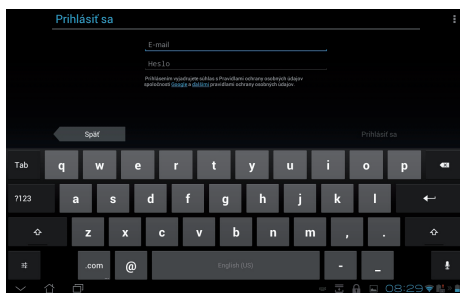 Prihlásiť sa
E-mail
Heslo
Prihlásením vyjadrujete súhlas s Pravidlami ochrany osobných údajov
spoločnosti Google a ďalšími pravidlami ochrany osobných údajov.
Späť
Prihlásiť sa
Tab q w e r t y u i o p
?123 a s d f g h j k l
z x c v b n m , .
.com @ English (US) - _
08:29